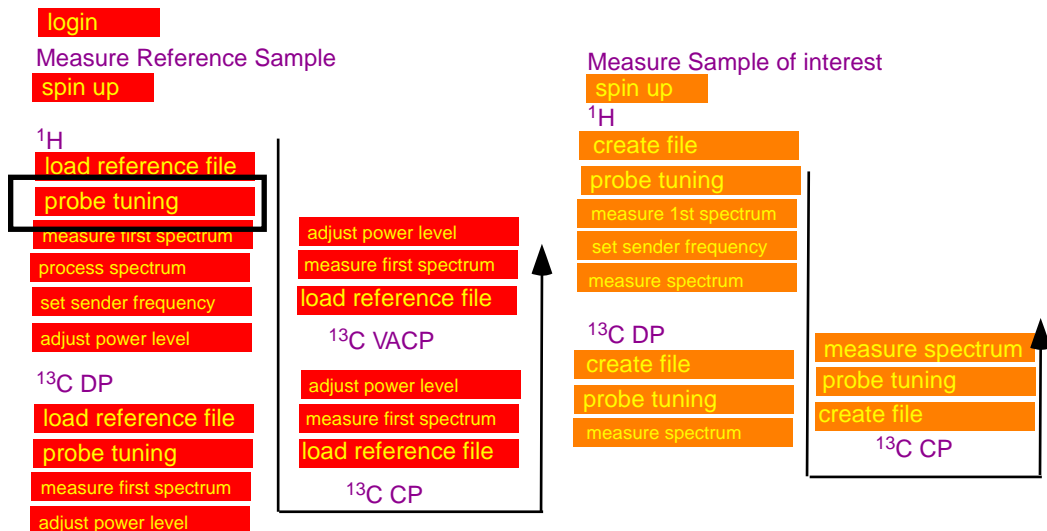 login
Measure Reference Sample
spin up
¹H
load reference file
probe tuning
measure first spectrum
process spectrum
set sender frequency
adjust power level
¹³C DP
load reference file
probe tuning
measure first spectrum
adjust power level
adjust power level
measure first spectrum
load reference file
¹³C VACP
adjust power level
measure first spectrum
load reference file
¹³C CP
Measure Sample of interest
spin up
¹H
create file
probe tuning
measure 1st spectrum
set sender frequency
measure spectrum
¹³C DP
create file
probe tuning
measure spectrum
measure spectrum
probe tuning
create file
¹³C CP